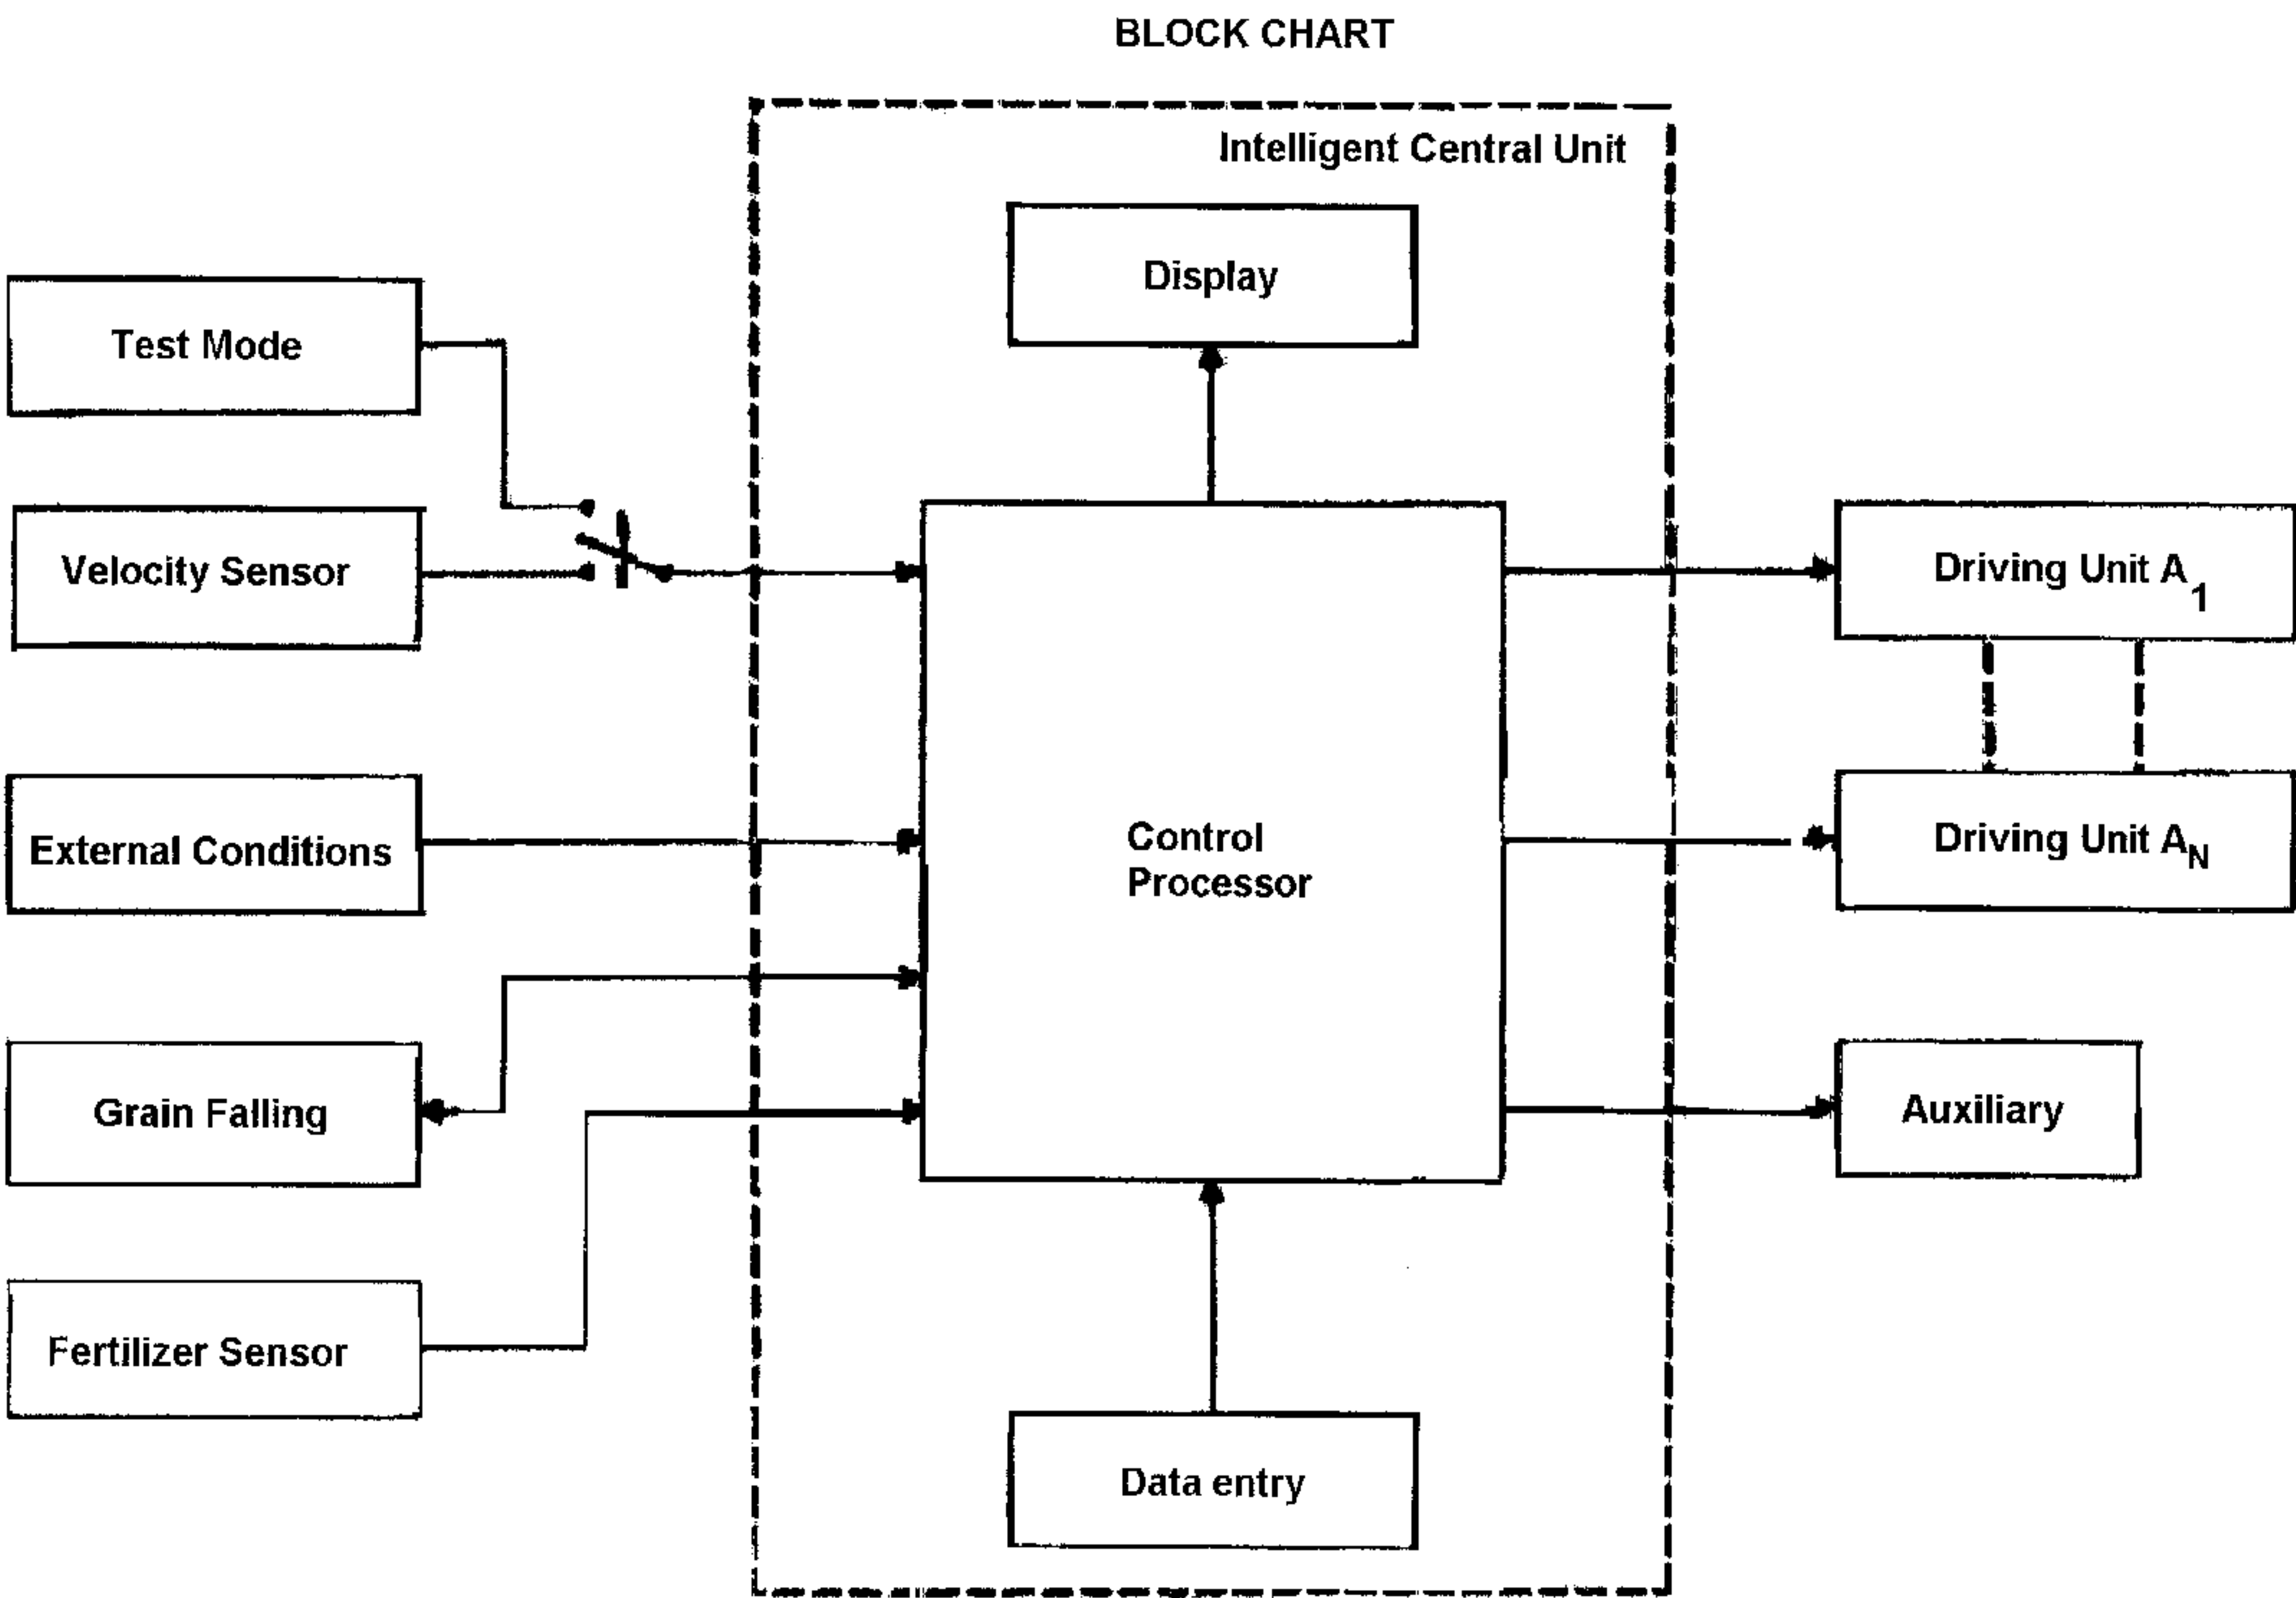 BLOCK CHART
Intelligent Central Unit
Display
Test Mode
Velocity Sensor
Driving Unit A1
External Conditions
Control
Processor
Driving Unit AN
Grain Falling
Auxiliary
Fertilizer Sensor
Data entry